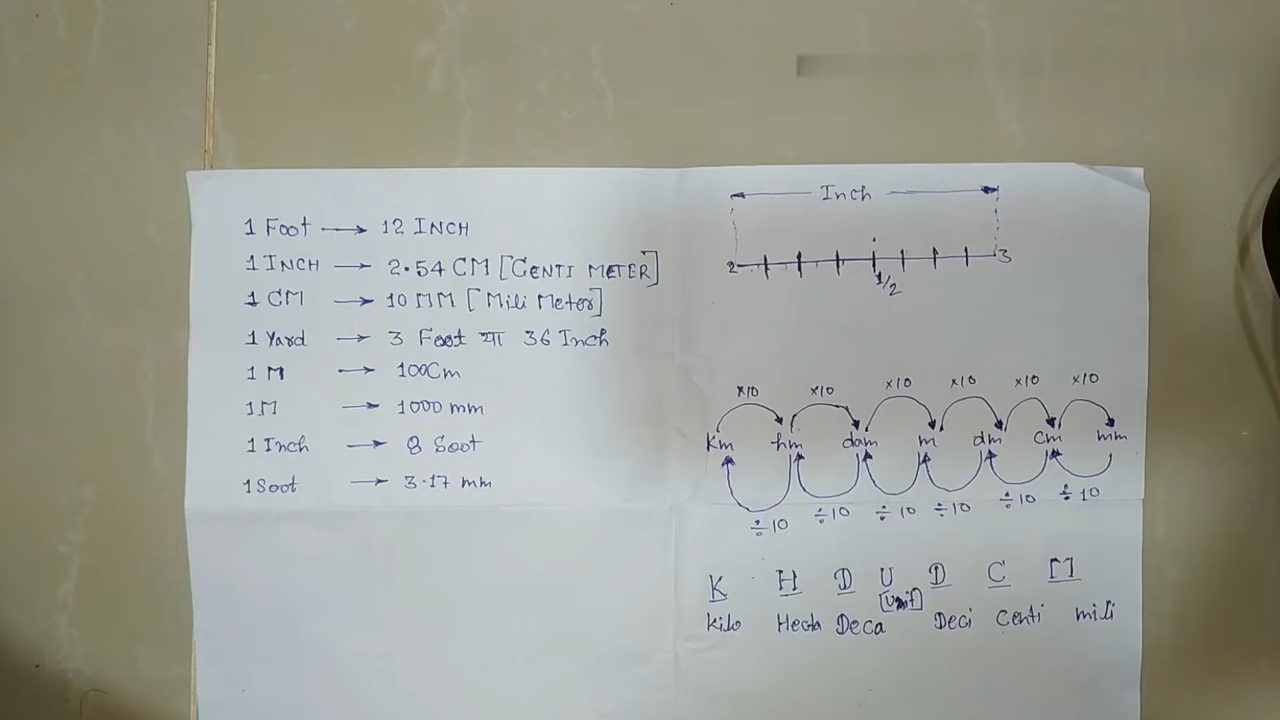 1 Foot → 12 INCH
1 INCH → 2.54 CM [CENTI METER]
1 CM → 10 MM [Mili Meter]
1 Yard → 3 Foot या 36 Inch
1 M → 100Cm
1M → 1000 mm
1 Inch → 8 Soot
1 Soot → 3.17 mm
Inch
2 3
1/2
×10 ×10 ×10 ×10 ×10 ×10
Km hm dam m dm Cm mm
÷10 ÷10 ÷10 ÷10 ÷10 ÷10
K H D U D C M
[Unit]
Kilo Hecta Deca Deci Centi mili